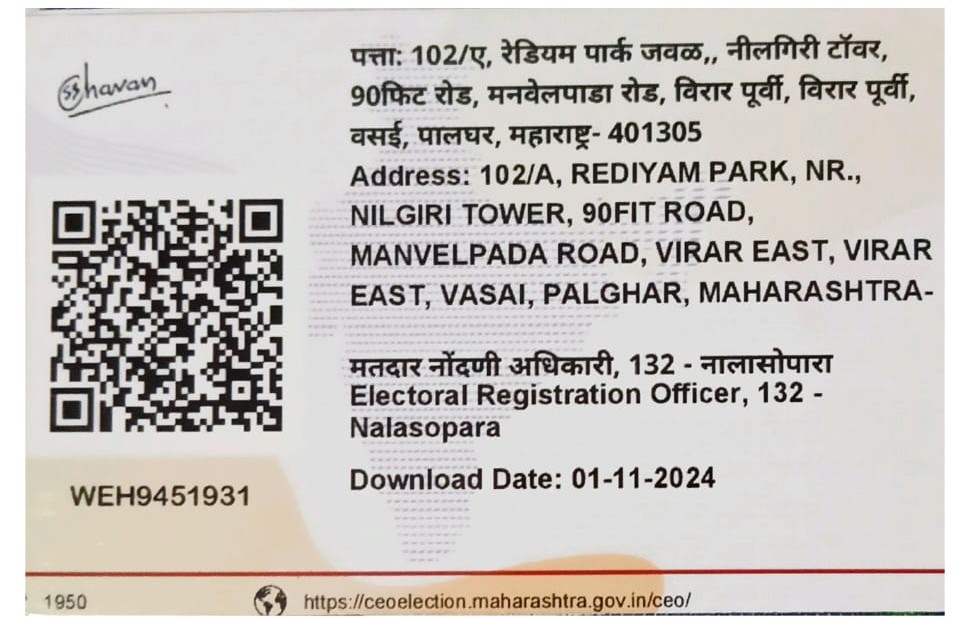 SShavan
पत्ता: 102/ए, रेडियम पार्क जवळ,, नीलगिरी टॉवर,
90फिट रोड, मनवेलपाडा रोड, विरार पूर्वी, विरार पूर्वी,
वसई, पालघर, महाराष्ट्र- 401305
Address: 102/A, REDIYAM PARK, NR.,
NILGIRI TOWER, 90FIT ROAD,
MANVELPADA ROAD, VIRAR EAST, VIRAR
EAST, VASAI, PALGHAR, MAHARASHTRA-
मतदार नोंदणी अधिकारी, 132 - नालासोपारा
Electoral Registration Officer, 132 -
Nalasopara
Download Date: 01-11-2024
WEH9451931
1950
https://ceoelection.maharashtra.gov.in/ceo/